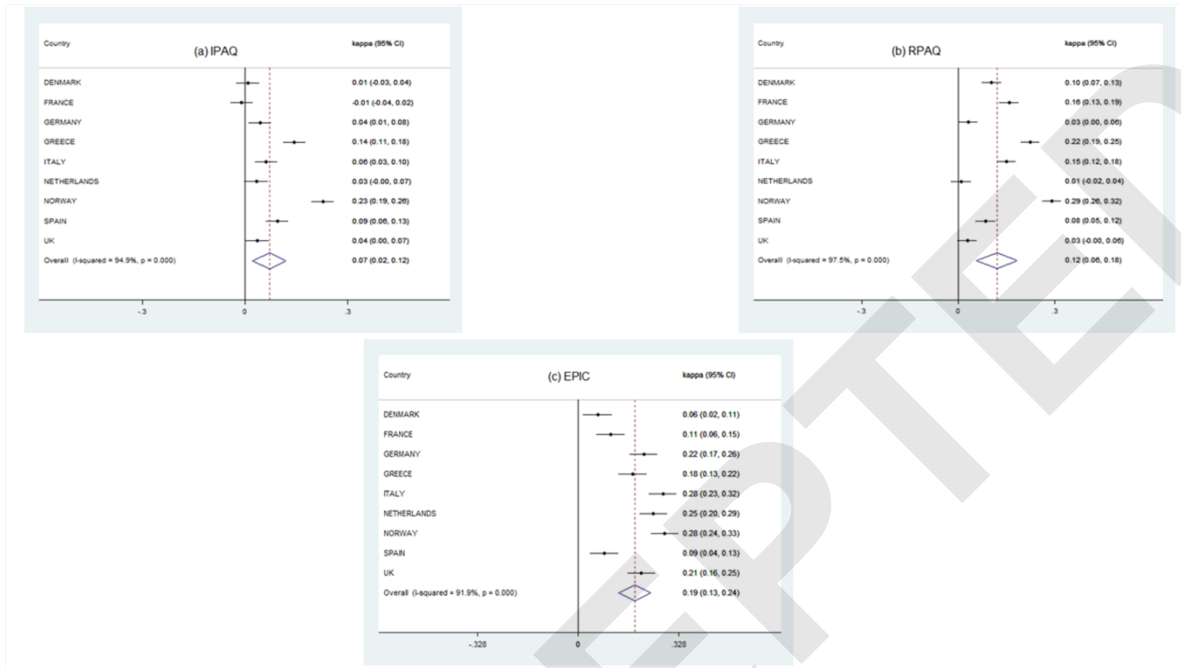 Country (a) IPAQ kappa (95% CI)
DENMARK 0.01 (-0.03, 0.04)
FRANCE -0.01 (-0.04, 0.02)
GERMANY 0.04 (0.01, 0.08)
GREECE 0.14 (0.11, 0.18)
ITALY 0.06 (0.03, 0.10)
NETHERLANDS 0.03 (-0.00, 0.07)
NORWAY 0.23 (0.19, 0.26)
SPAIN 0.09 (0.06, 0.13)
UK 0.04 (0.00, 0.07)
Overall (I-squared = 94.9%, p = 0.000) 0.07 (0.02, 0.12)
-.3 0 .3
Country (b) RPAQ kappa (95% CI)
DENMARK 0.10 (0.07, 0.13)
FRANCE 0.16 (0.13, 0.19)
GERMANY 0.03 (0.00, 0.06)
GREECE 0.22 (0.19, 0.25)
ITALY 0.15 (0.12, 0.18)
NETHERLANDS 0.01 (-0.02, 0.04)
NORWAY 0.29 (0.26, 0.32)
SPAIN 0.08 (0.05, 0.12)
UK 0.03 (-0.00, 0.06)
Overall (I-squared = 97.5%, p = 0.000) 0.12 (0.06, 0.18)
-.3 0 .3
Country (c) EPIC kappa (95% CI)
DENMARK 0.06 (0.02, 0.11)
FRANCE 0.11 (0.06, 0.15)
GERMANY 0.22 (0.17, 0.26)
GREECE 0.18 (0.13, 0.22)
ITALY 0.28 (0.23, 0.32)
NETHERLANDS 0.25 (0.20, 0.29)
NORWAY 0.28 (0.24, 0.33)
SPAIN 0.09 (0.04, 0.13)
UK 0.21 (0.16, 0.25)
Overall (I-squared = 91.9%, p = 0.000) 0.19 (0.13, 0.24)
-.328 0 .328
EPTED